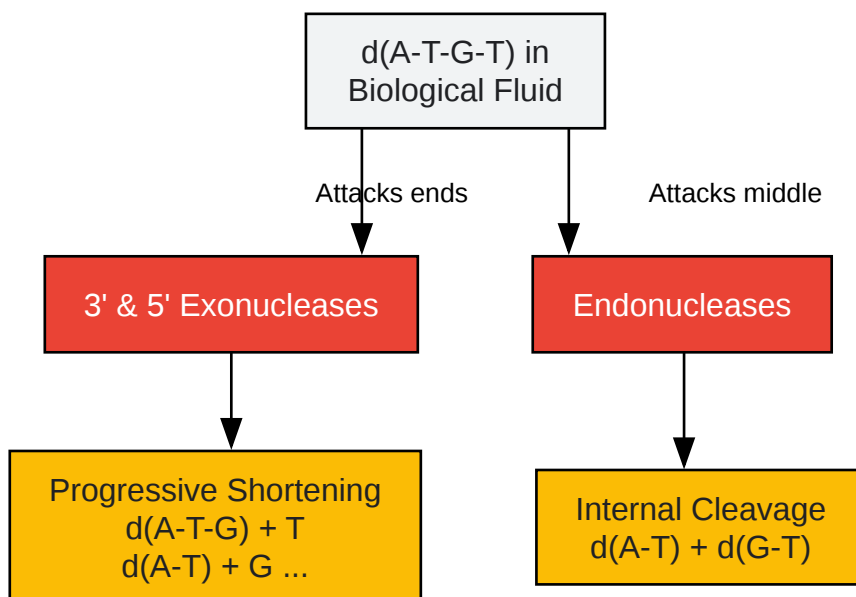 d(A-T-G-T) in
Biological Fluid
Attacks ends
Attacks middle
3' & 5' Exonucleases
Endonucleases
Progressive Shortening
d(A-T-G) + T
d(A-T) + G ...
Internal Cleavage
d(A-T) + d(G-T)